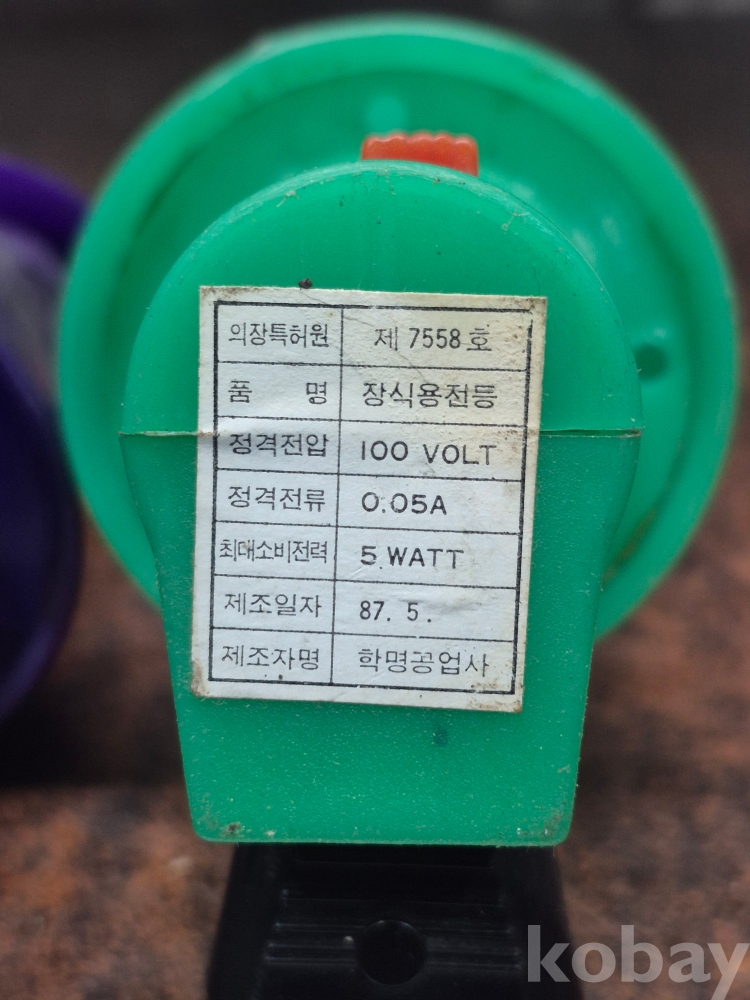 의장특허원 제 7558 호
품 명 장식용전등
정격전압 100 VOLT
정격전류 0.05A
최대소비전력 5.WATT
제조일자 87. 5.
제조자명 학명공업사
kobay